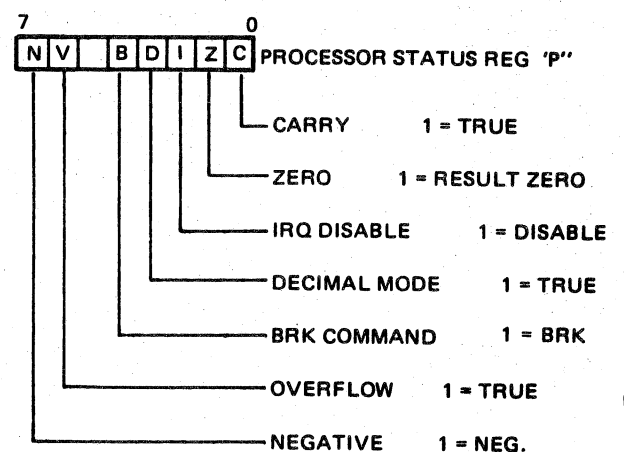 7 0
N V B D I Z C PROCESSOR STATUS REG 'P''
CARRY 1 = TRUE
ZERO 1 = RESULT ZERO
IRQ DISABLE 1 = DISABLE
DECIMAL MODE 1 = TRUE
BRK COMMAND 1 = BRK
OVERFLOW 1 = TRUE
NEGATIVE 1 = NEG.